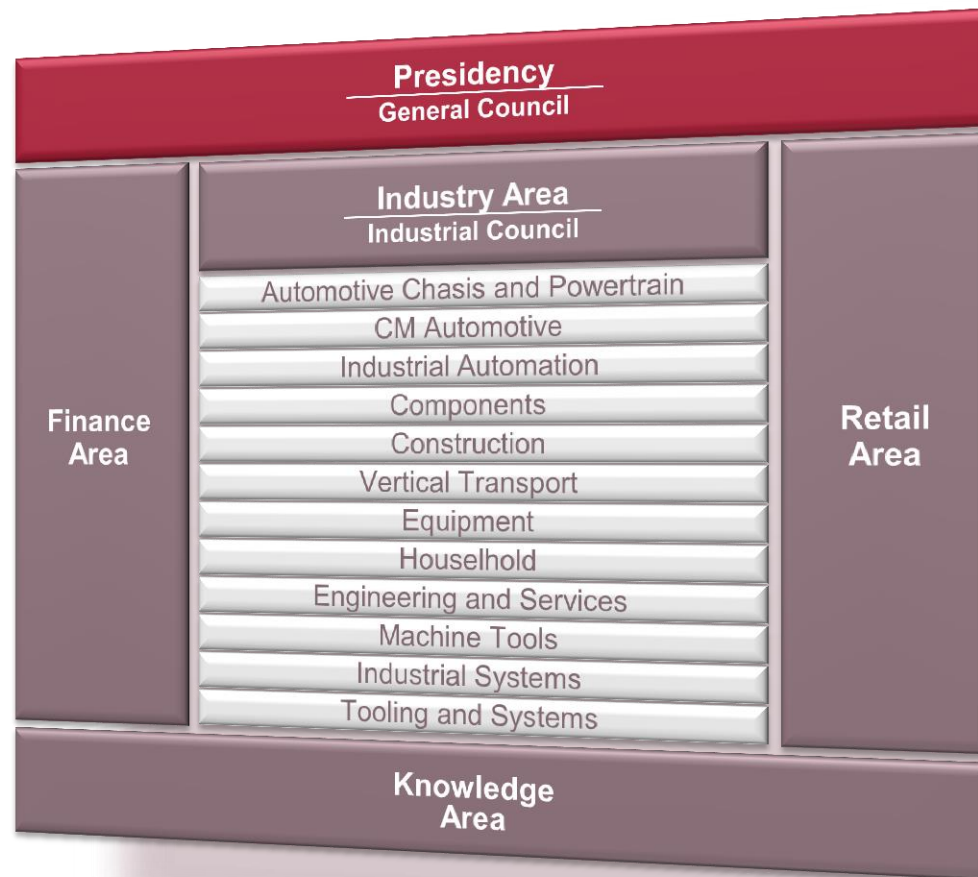 Presidency
General Council
Industry Area
Industrial Council
Automotive Chasis and Powertrain
CM Automotive
Industrial Automation
Components
Construction
Vertical Transport
Equipment
Houselhold
Engineering and Services
Machine Tools
Industrial Systems
Tooling and Systems
Finance
Area
Retail
Area
Knowledge
Area